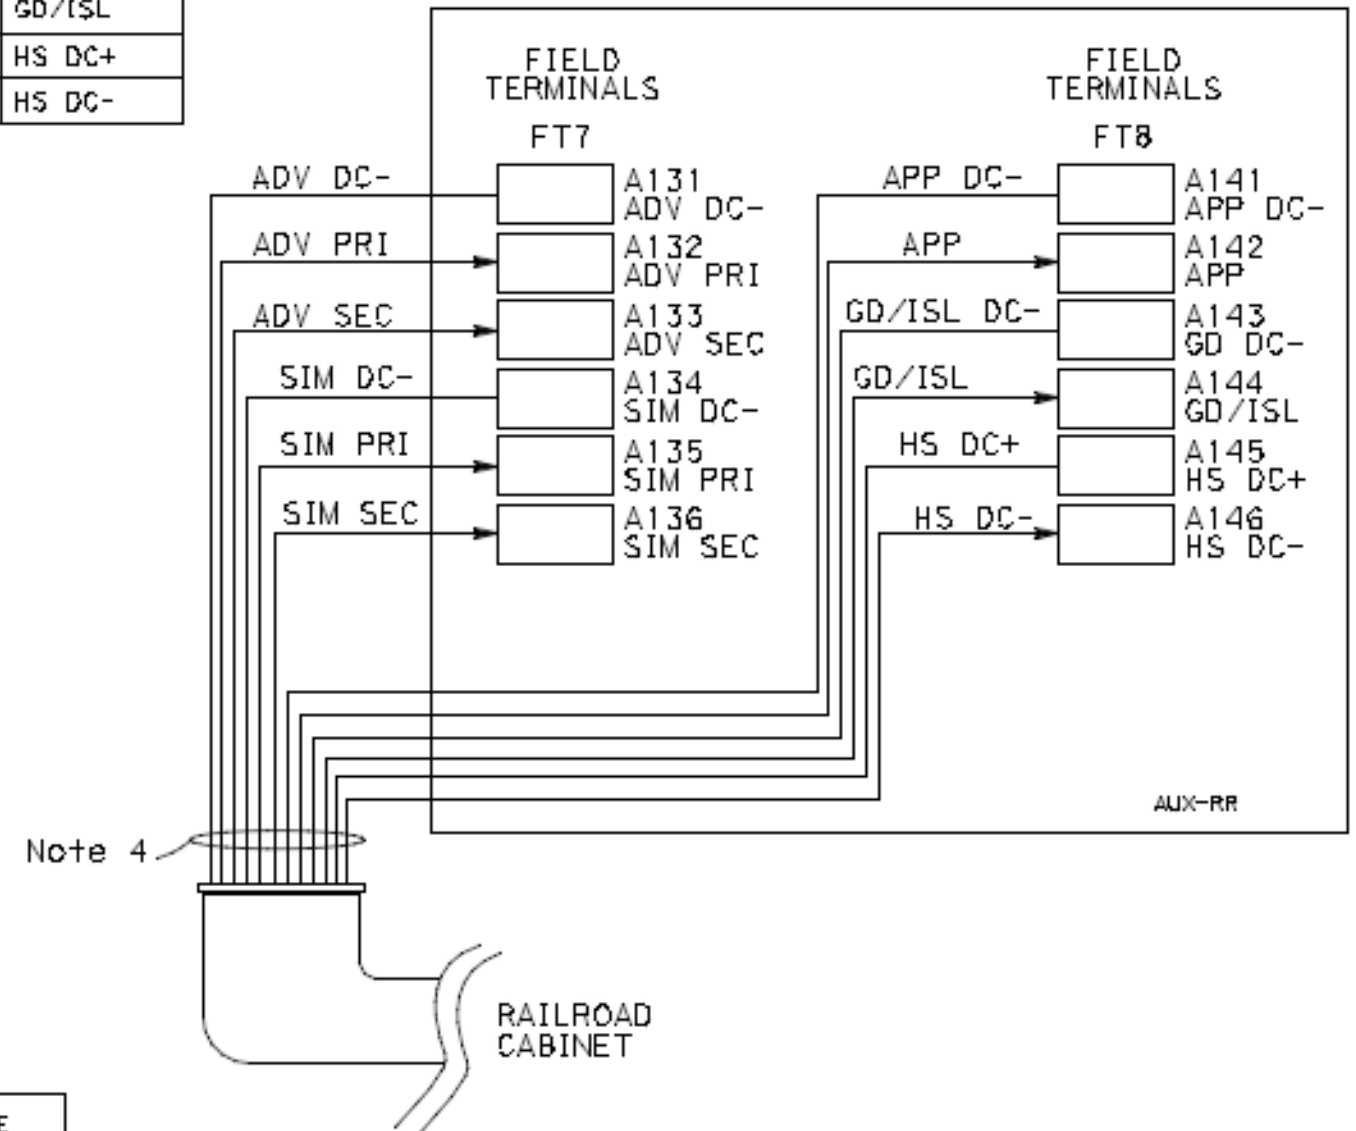 GD/ISL
HS DC+
HS DC-
FIELD
TERMINALS
FT7
ADV DC-
A131
ADV DC-
ADV PRI
A132
ADV PRI
ADV SEC
A133
ADV SEC
SIM DC-
A134
SIM DC-
SIM PRI
A135
SIM PRI
SIM SEC
A136
SIM SEC
FIELD
TERMINALS
FT8
APP DC-
A141
APP DC-
APP
A142
APP
GD/ISL DC-
A143
GD DC-
GD/ISL
A144
GD/ISL
HS DC+
A145
HS DC+
HS DC-
A146
HS DC-
AUX-RR
Note 4
RAILROAD
CABINET